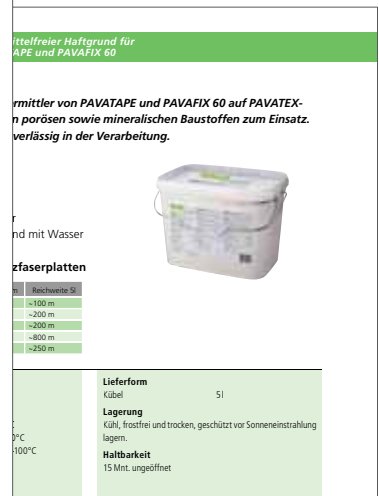 ittelfreier Haftgrund für
APE und PAVAFIX 60
ermittler von PAVATAPE und PAVAFIX 60 auf PAVATEX-
n porösen sowie mineralischen Baustoffen zum Einsatz.
verlässig in der Verarbeitung.
r
nd mit Wasser
zfaserplatten
m Reichweite 5l
~100 m
~200 m
~200 m
~800 m
~250 m
0°C
-100°C
Lieferform
Kübel 5 l
Lagerung
Kühl, frostfrei und trocken, geschützt vor Sonneneinstrahlung
lagern.
Haltbarkeit
15 Mnt. ungeöffnet